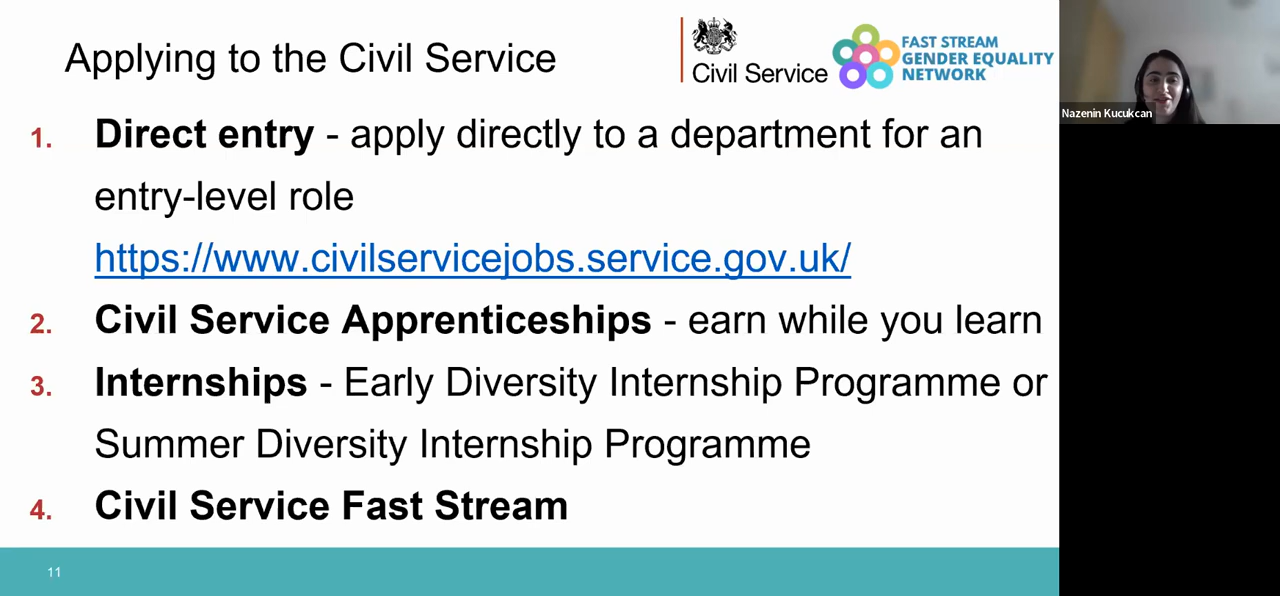 Applying to the Civil Service
Civil Service
FAST STREAM
GENDER EQUALITY
NETWORK
Nazenin Kucukcan
1. Direct entry - apply directly to a department for an
entry-level role
https://www.civilservicejobs.service.gov.uk/
2. Civil Service Apprenticeships - earn while you learn
3. Internships - Early Diversity Internship Programme or
Summer Diversity Internship Programme
4. Civil Service Fast Stream
11